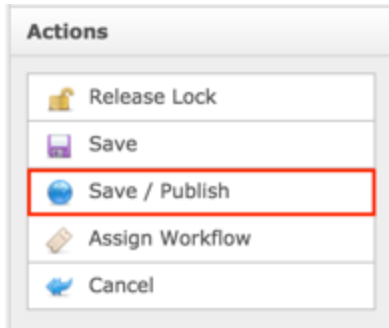 Actions
Release Lock
Save
Save / Publish
Assign Workflow
Cancel